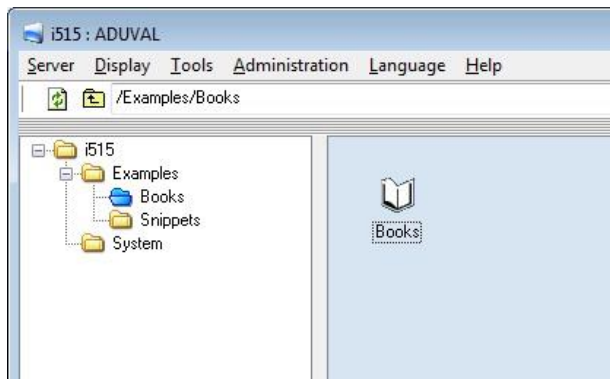 i515 : ADUVAL
Server Display Tools Administration Language Help
/Examples/Books
i515
Examples
Books
Snippets
System
Books